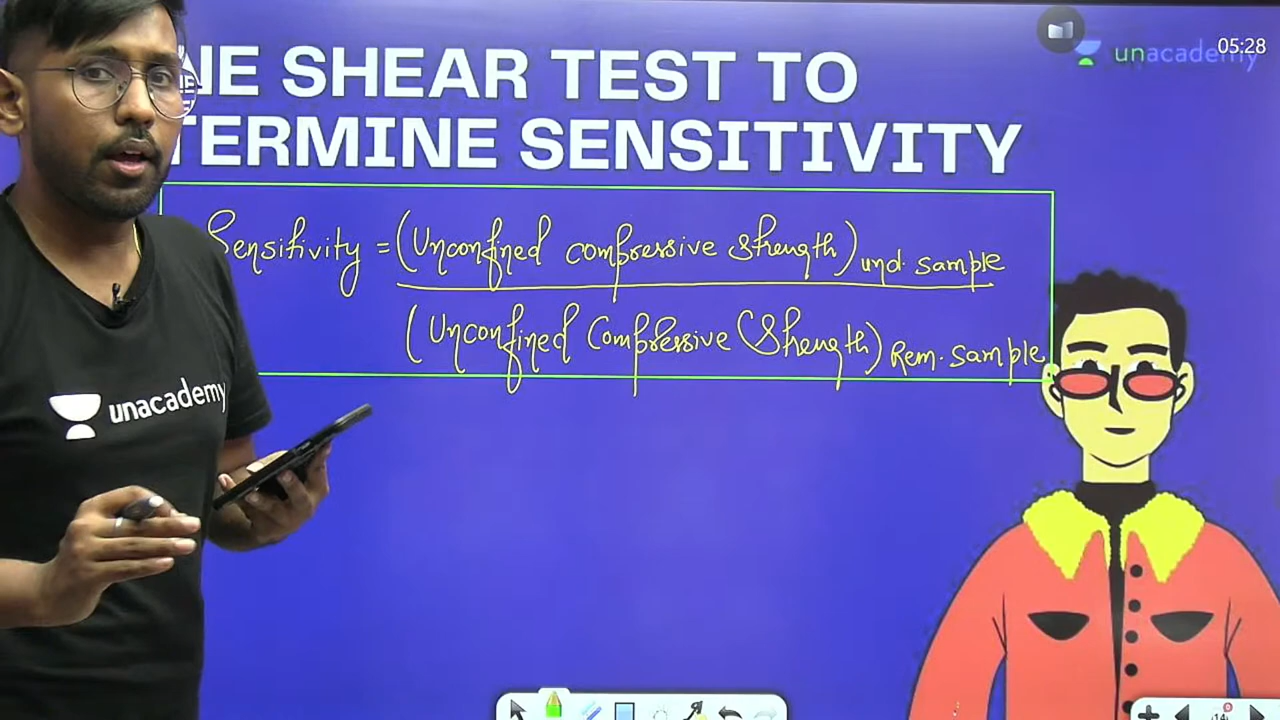 05:28
unacademy
NE SHEAR TEST TO
TERMINE SENSITIVITY
Sensitivity = (Unconfined compressive strength) und. sample
(Unconfined Compressive Strength) Rem. sample
unacademy